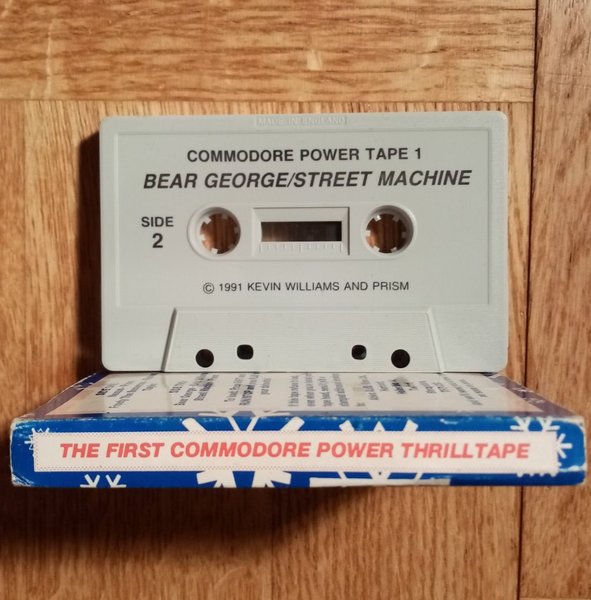 MADE IN ENGLAND
COMMODORE POWER TAPE 1
BEAR GEORGE/STREET MACHINE
SIDE
2
© 1991 KEVIN WILLIAMS AND PRISM
THE FIRST COMMODORE POWER THRILLTAPE